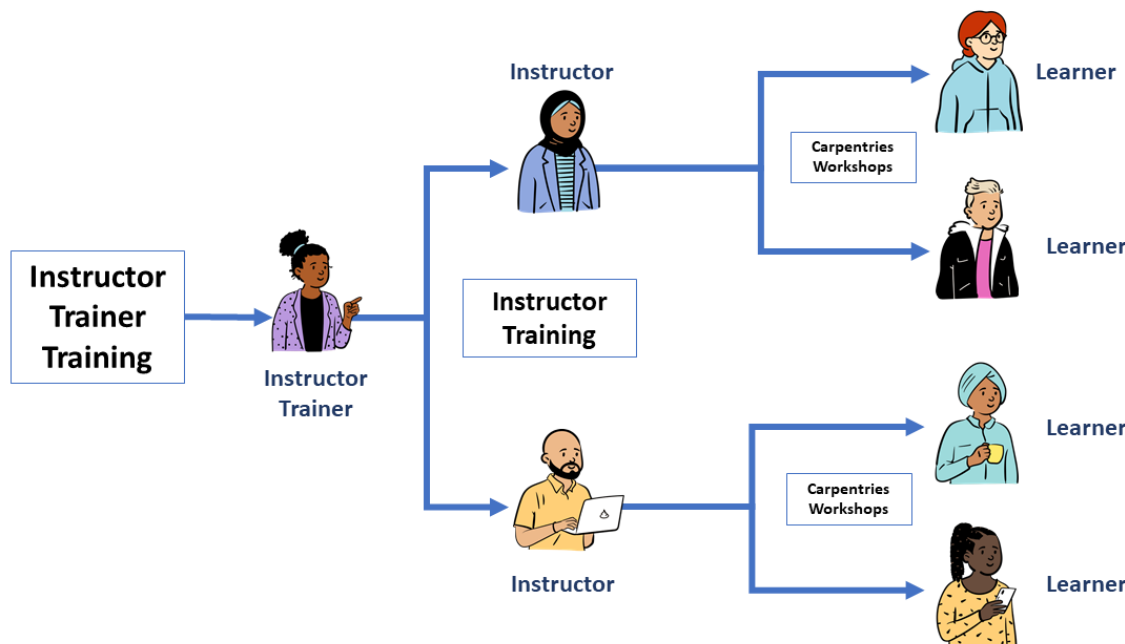 Instructor
Trainer
Training
Instructor
Trainer
Instructor
Instructor
Training
Instructor
Carpentries
Workshops
Carpentries
Workshops
Learner
Learner
Learner
Learner